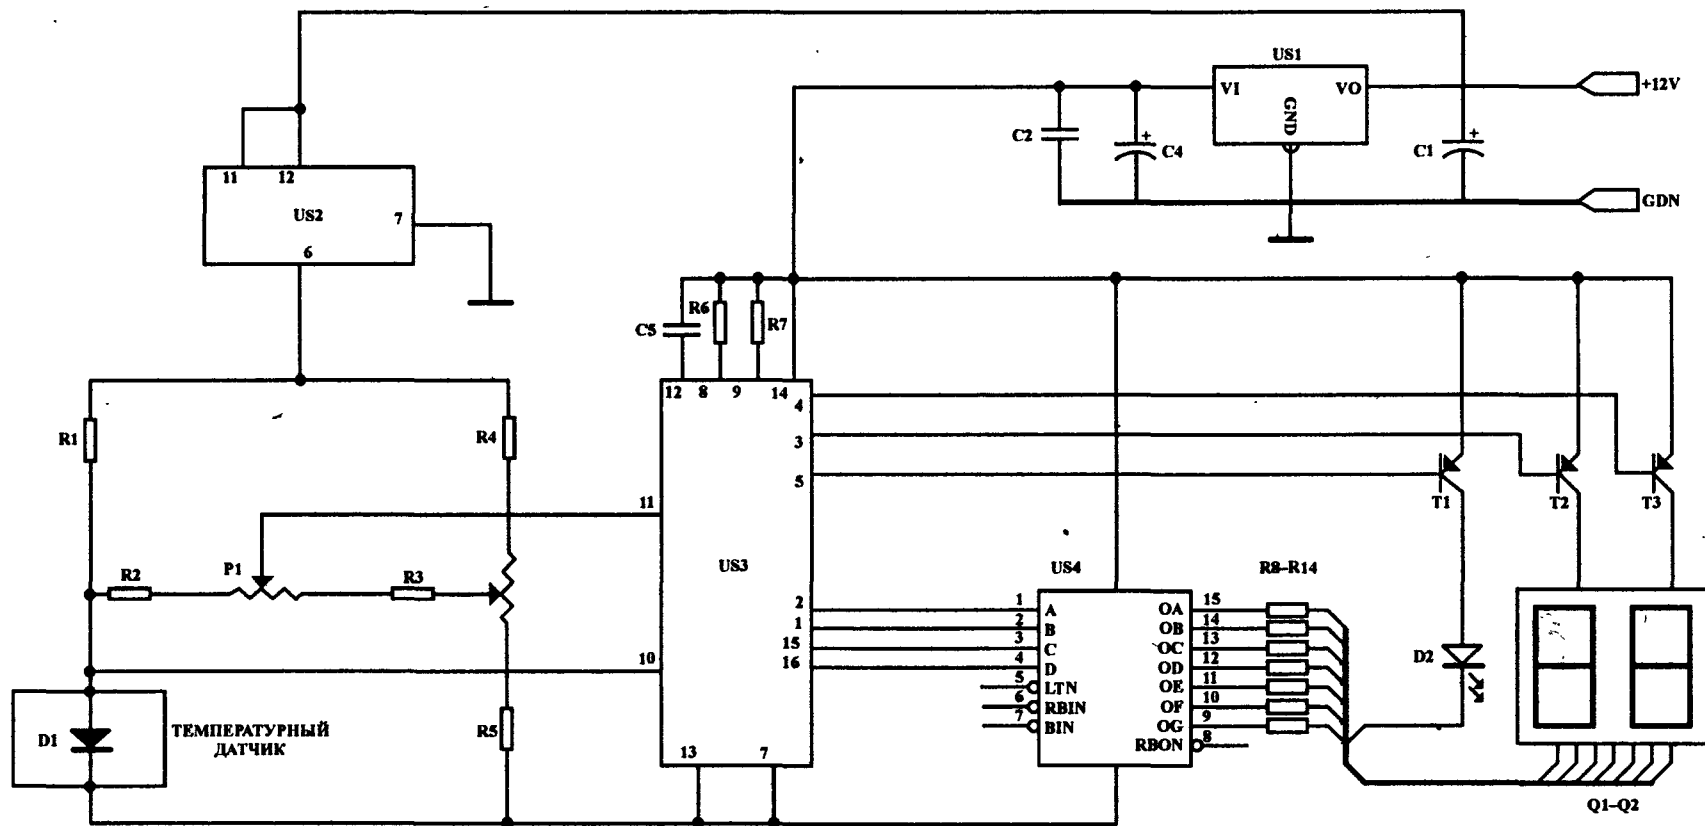 US1
VI
VO
GND
+12V
C2
+
C4
+
C1
GDN
11
12
US2
7
6
C5
R6
R7
12
8
9
14
4
3
5
R1
R4
11
T1
T2
T3
R2
P1
R3
US3
US4
R8–R14
2
1
15
16
1
A
2
B
3
C
4
D
5
LTN
6
RBIN
7
BIN
OA
15
OB
14
OC
13
OD
12
OE
11
OF
10
OG
9
RBON
8
10
D2
D1
ТЕМПЕРАТУРНЫЙ
ДАТЧИК
R5
13
7
Q1–Q2